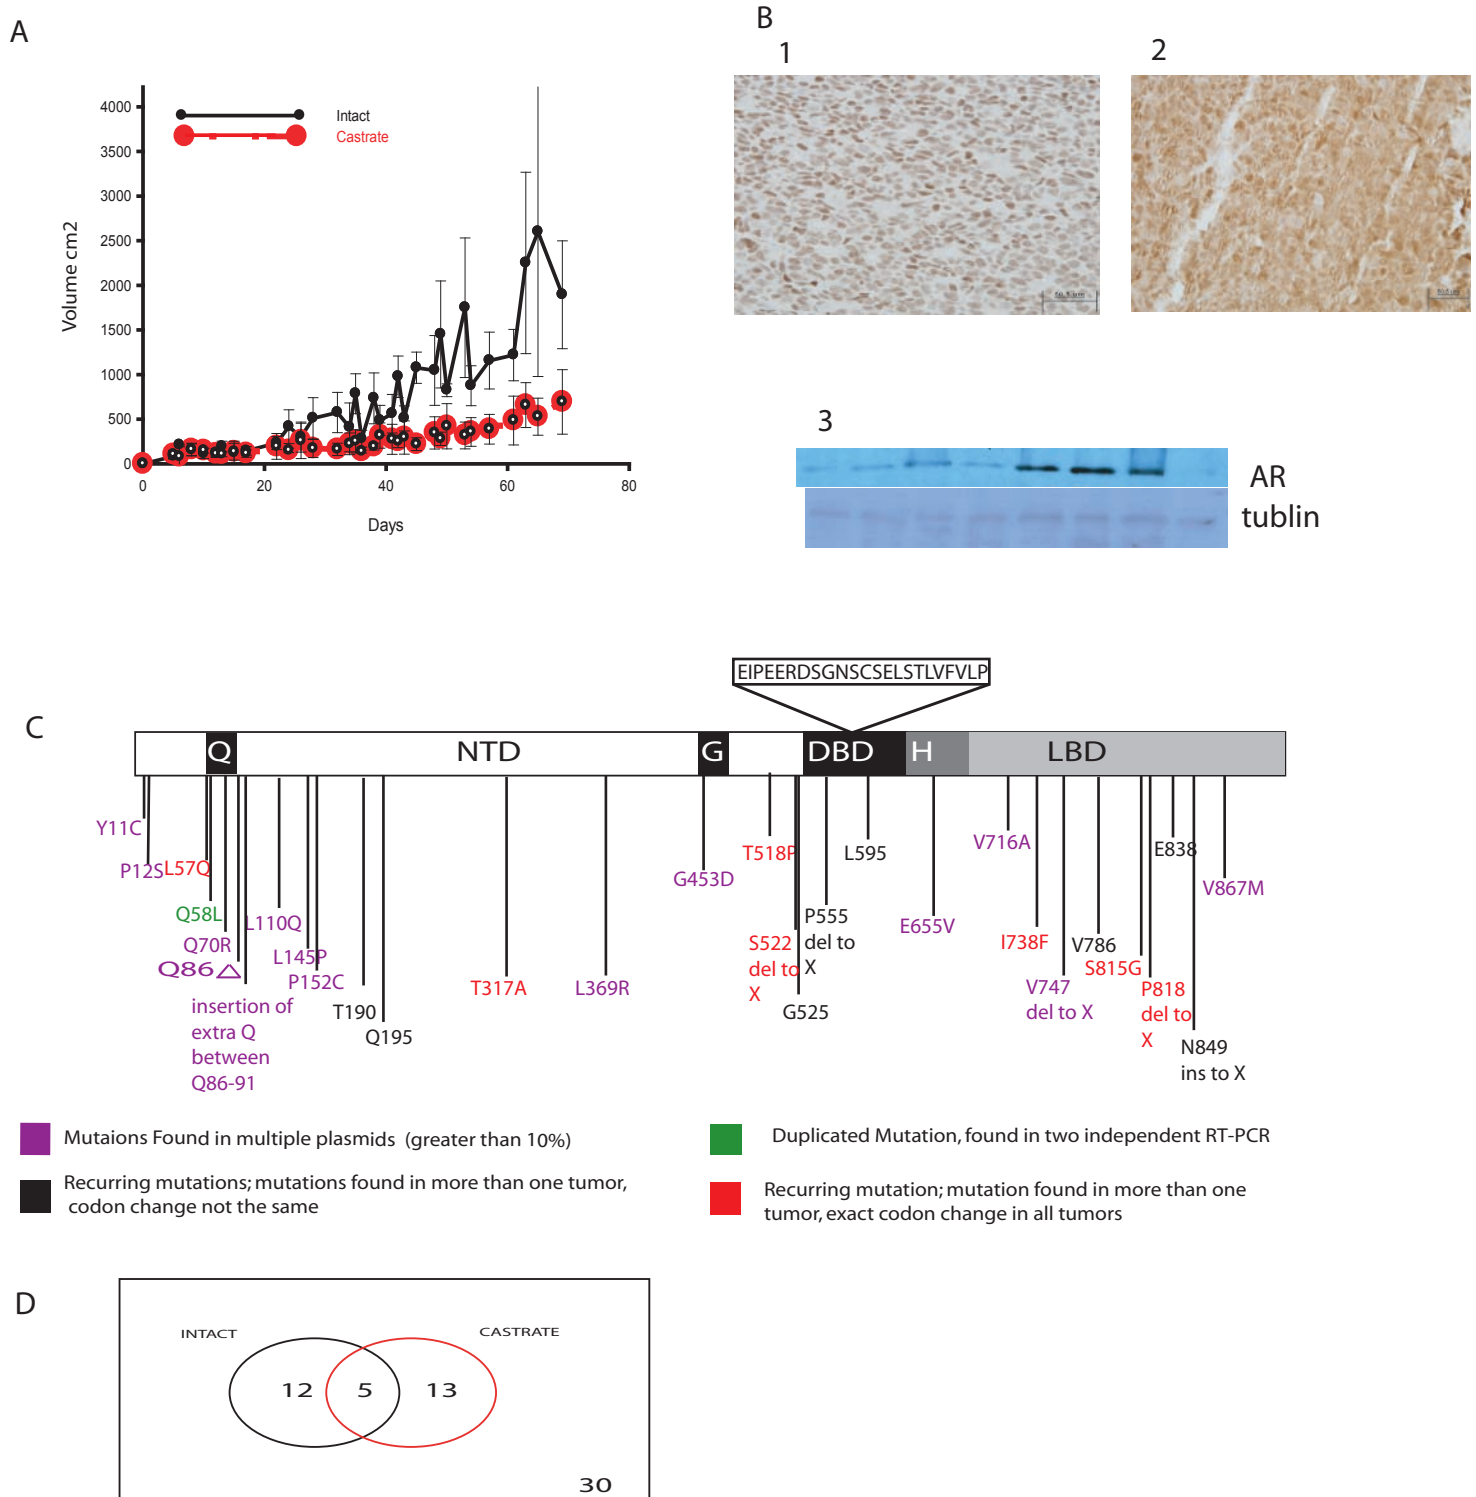 A
4000
3500
3000
2500
2000
1500
1000
500
0
Volume cm2
0 20 40 60 80
Days
Intact
Castrate
B
1
2
3
AR
tublin
EIPEERDSGNSCSELSTLVFVLP
C
Q NTD G DBD H LBD
Y11C
P12S
L57Q
Q58L
Q70R
Q86△
insertion of
extra Q
between
Q86-91
L110Q
L145P
P152C
T190
Q195
T317A
L369R
G453D
T518P
S522
del to
X
G525
P555
del to
X
L595
E655V
V716A
I738F
V747
del to X
V786
S815G
P818
del to
X
E838
N849
ins to X
V867M
Mutaions Found in multiple plasmids (greater than 10%)
Recurring mutations; mutations found in more than one tumor,
codon change not the same
Duplicated Mutation, found in two independent RT-PCR
Recurring mutation; mutation found in more than one
tumor, exact codon change in all tumors
D
INTACT
CASTRATE
12 5 13
30